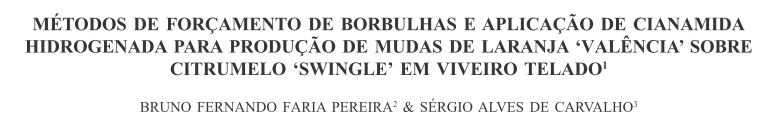 MÉTODOS DE FORÇAMENTO DE BORBULHAS E APLICAÇÃO DE CIANAMIDA
HIDROGENADA PARA PRODUÇÃO DE MUDAS DE LARANJA ‘VALÊNCIA’ SOBRE
CITRUMELO ‘SWINGLE’ EM VIVEIRO TELADO¹
BRUNO FERNANDO FARIA PEREIRA² & SÉRGIO ALVES DE CARVALHO³